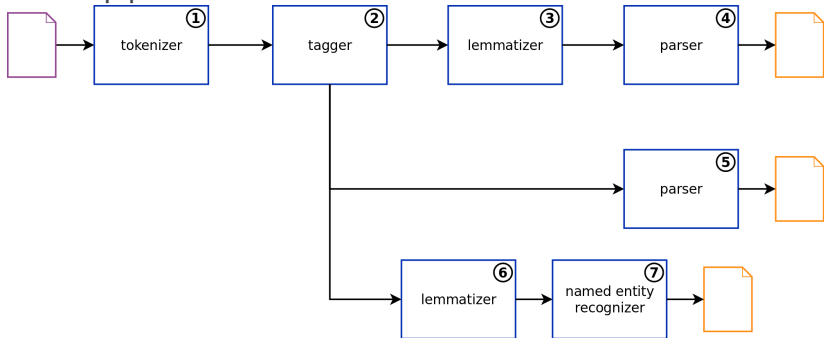 ① ② ③ ④
tokenizer tagger lemmatizer parser
⑤
parser
⑥ ⑦
lemmatizer named entity
recognizer